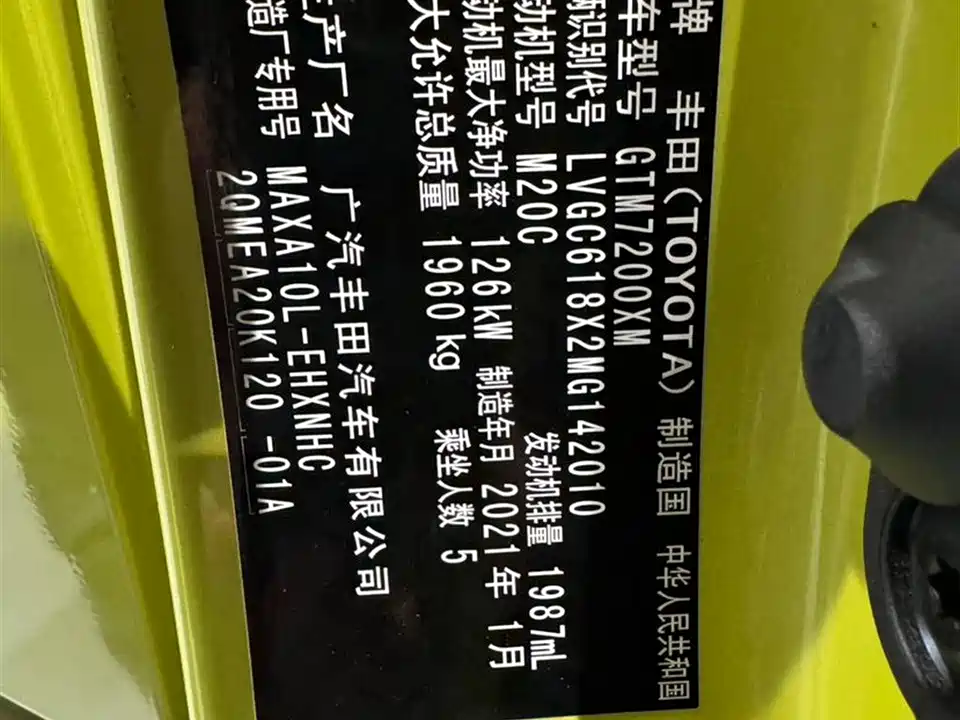 牌 丰田(TOYOTA) 制造国 中华人民共和国
车型号 GTM7200XM
辆识别代号 LVGC618X2MG142010
动机型号 M20C 发动机排量 1987mL
动机最大净功率 126kW 制造年月 2021年1月
大允许总质量 1960kg 乘坐人数 5
生产厂名 广汽丰田汽车有限公司
造厂专用号 MAXA10L-EHXNHC
2QMEA20K120 -01A